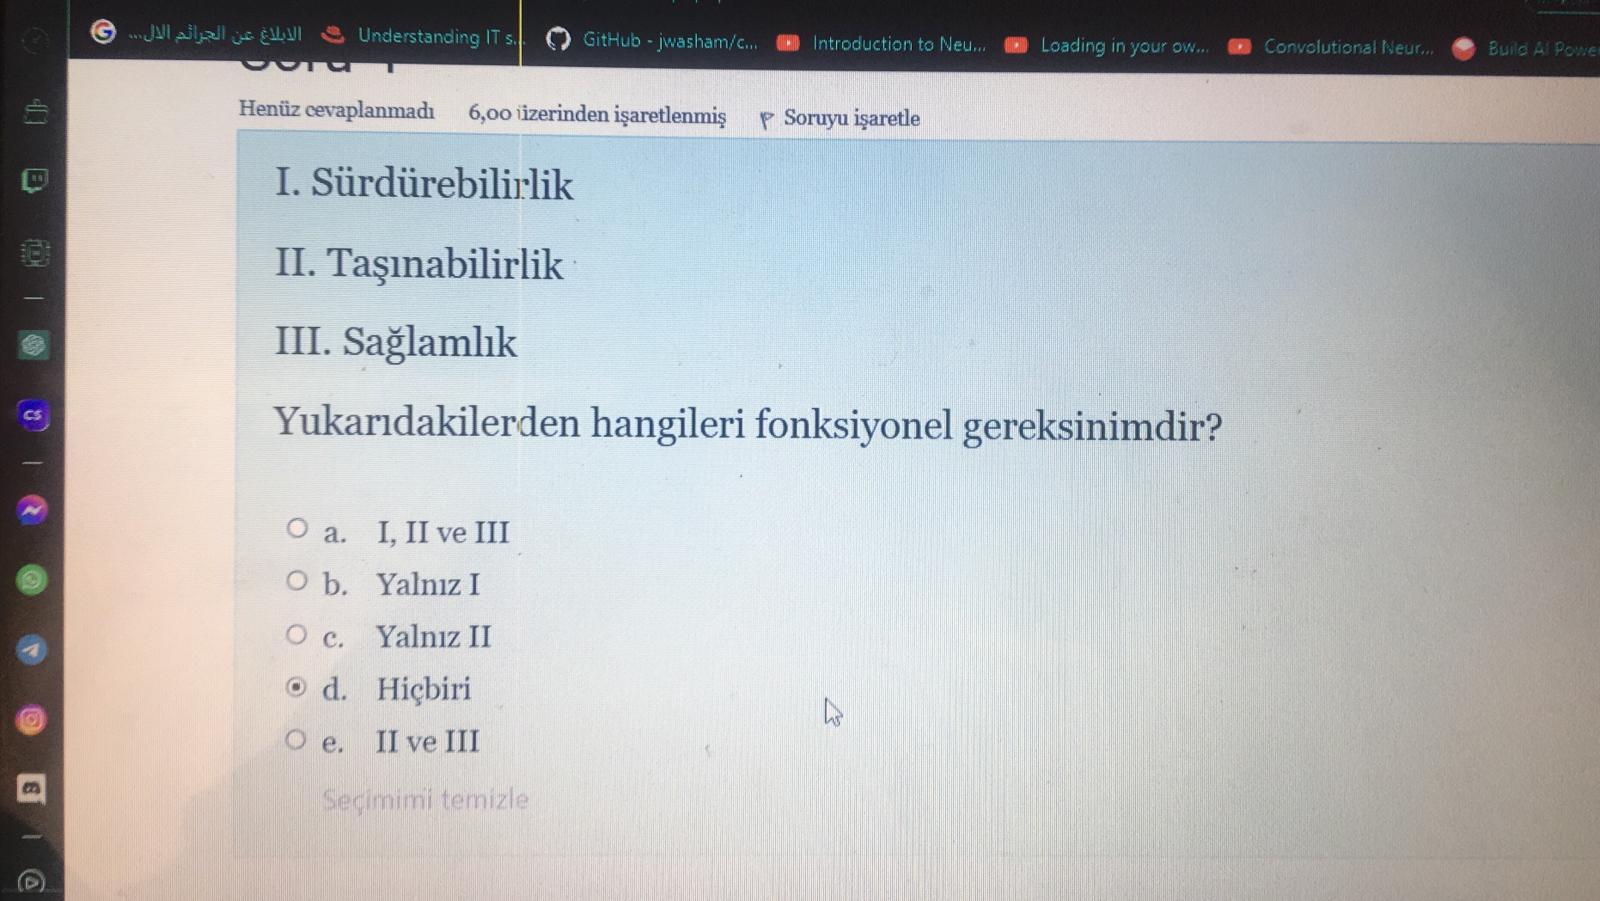 ...الابلاغ عن الجرائم الال
Understanding IT s...
GitHub - jwasham/c...
Introduction to Neu...
Loading in your ow...
Convolutional Neur...
Build AI Power
Henüz cevaplanmadı
6,00 üzerinden işaretlenmiş
Soruyu işaretle
I. Sürdürebilirlik
II. Taşınabilirlik
III. Sağlamlık
Yukarıdakilerden hangileri fonksiyonel gereksinimdir?
a. I, II ve III
b. Yalnız I
c. Yalnız II
d. Hiçbiri
e. II ve III
Seçimimi temizle
CS